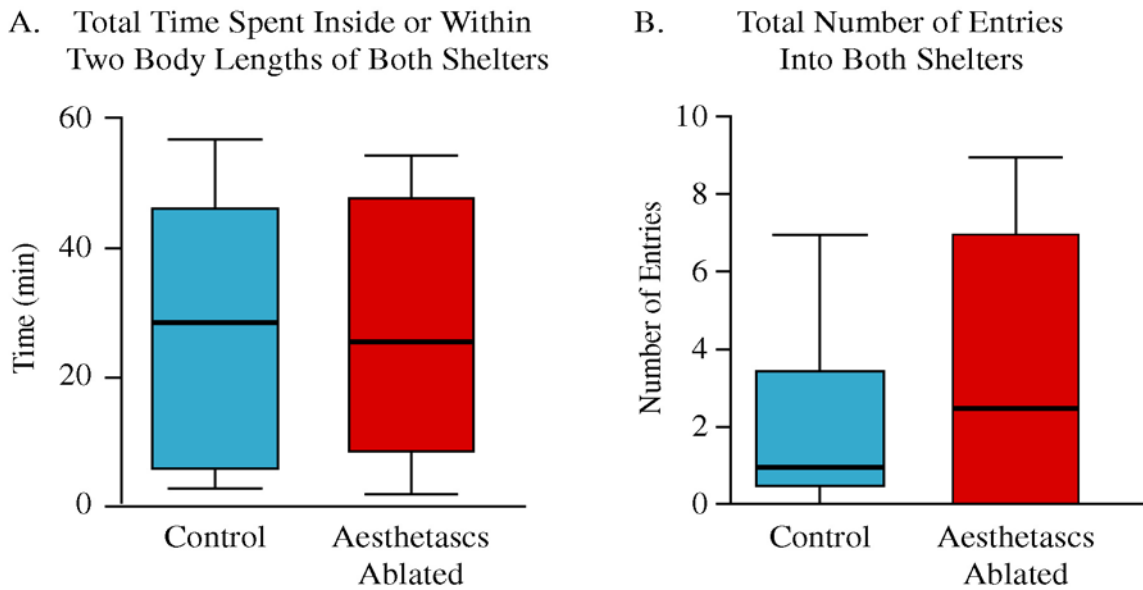 A. Total Time Spent Inside or Within
Two Body Lengths of Both Shelters
Time (min)
60
40
20
0
Control
Aesthetascs
Ablated
B. Total Number of Entries
Into Both Shelters
Number of Entries
10
8
6
4
2
0
Control
Aesthetascs
Ablated